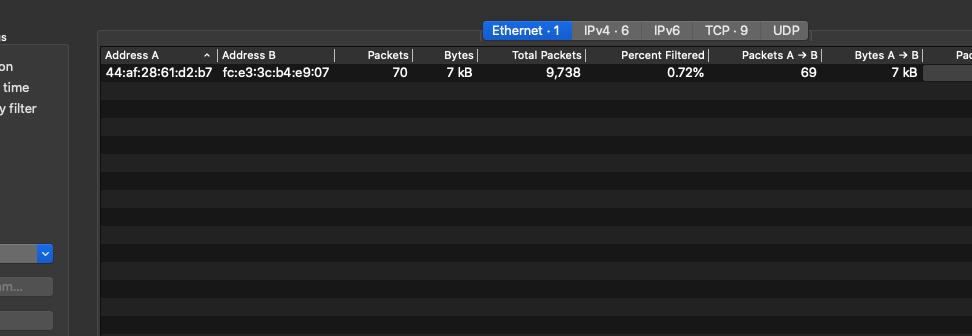 Ethernet · 1 IPv4 · 6 IPv6 TCP · 9 UDP
Address A Address B Packets Bytes Total Packets Percent Filtered Packets A → B Bytes A → B Pac
44:af:28:61:d2:b7 fc:e3:3c:b4:e9:07 70 7 kB 9,738 0.72% 69 7 kB
gs
on
time
y filter
am...